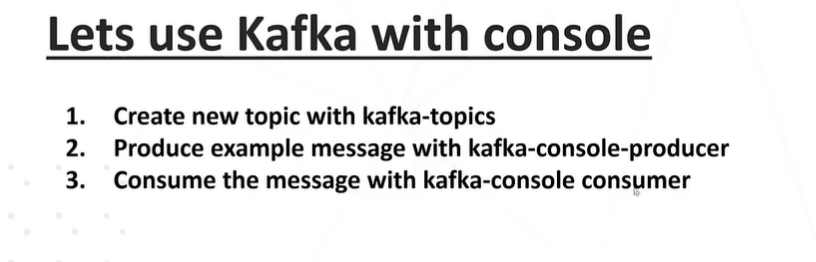 Lets use Kafka with console
1. Create new topic with kafka-topics
2. Produce example message with kafka-console-producer
3. Consume the message with kafka-console consumer